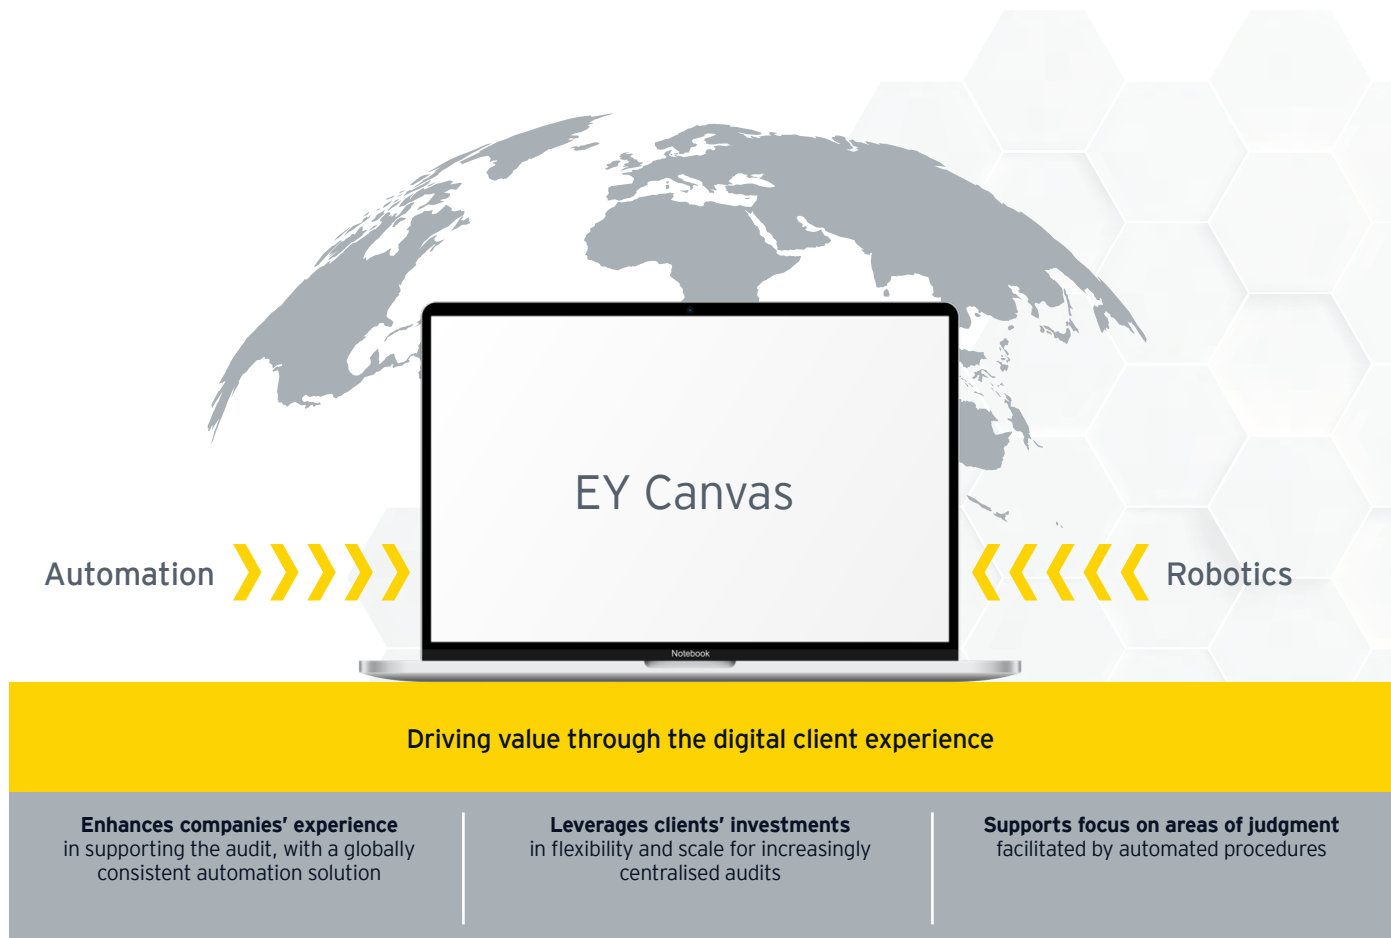 EY Canvas
Automation
Robotics
Notebook
Driving value through the digital client experience
Enhances companies’ experience
in supporting the audit, with a globally
consistent automation solution
Leverages clients’ investments
in flexibility and scale for increasingly
centralised audits
Supports focus on areas of judgment
facilitated by automated procedures